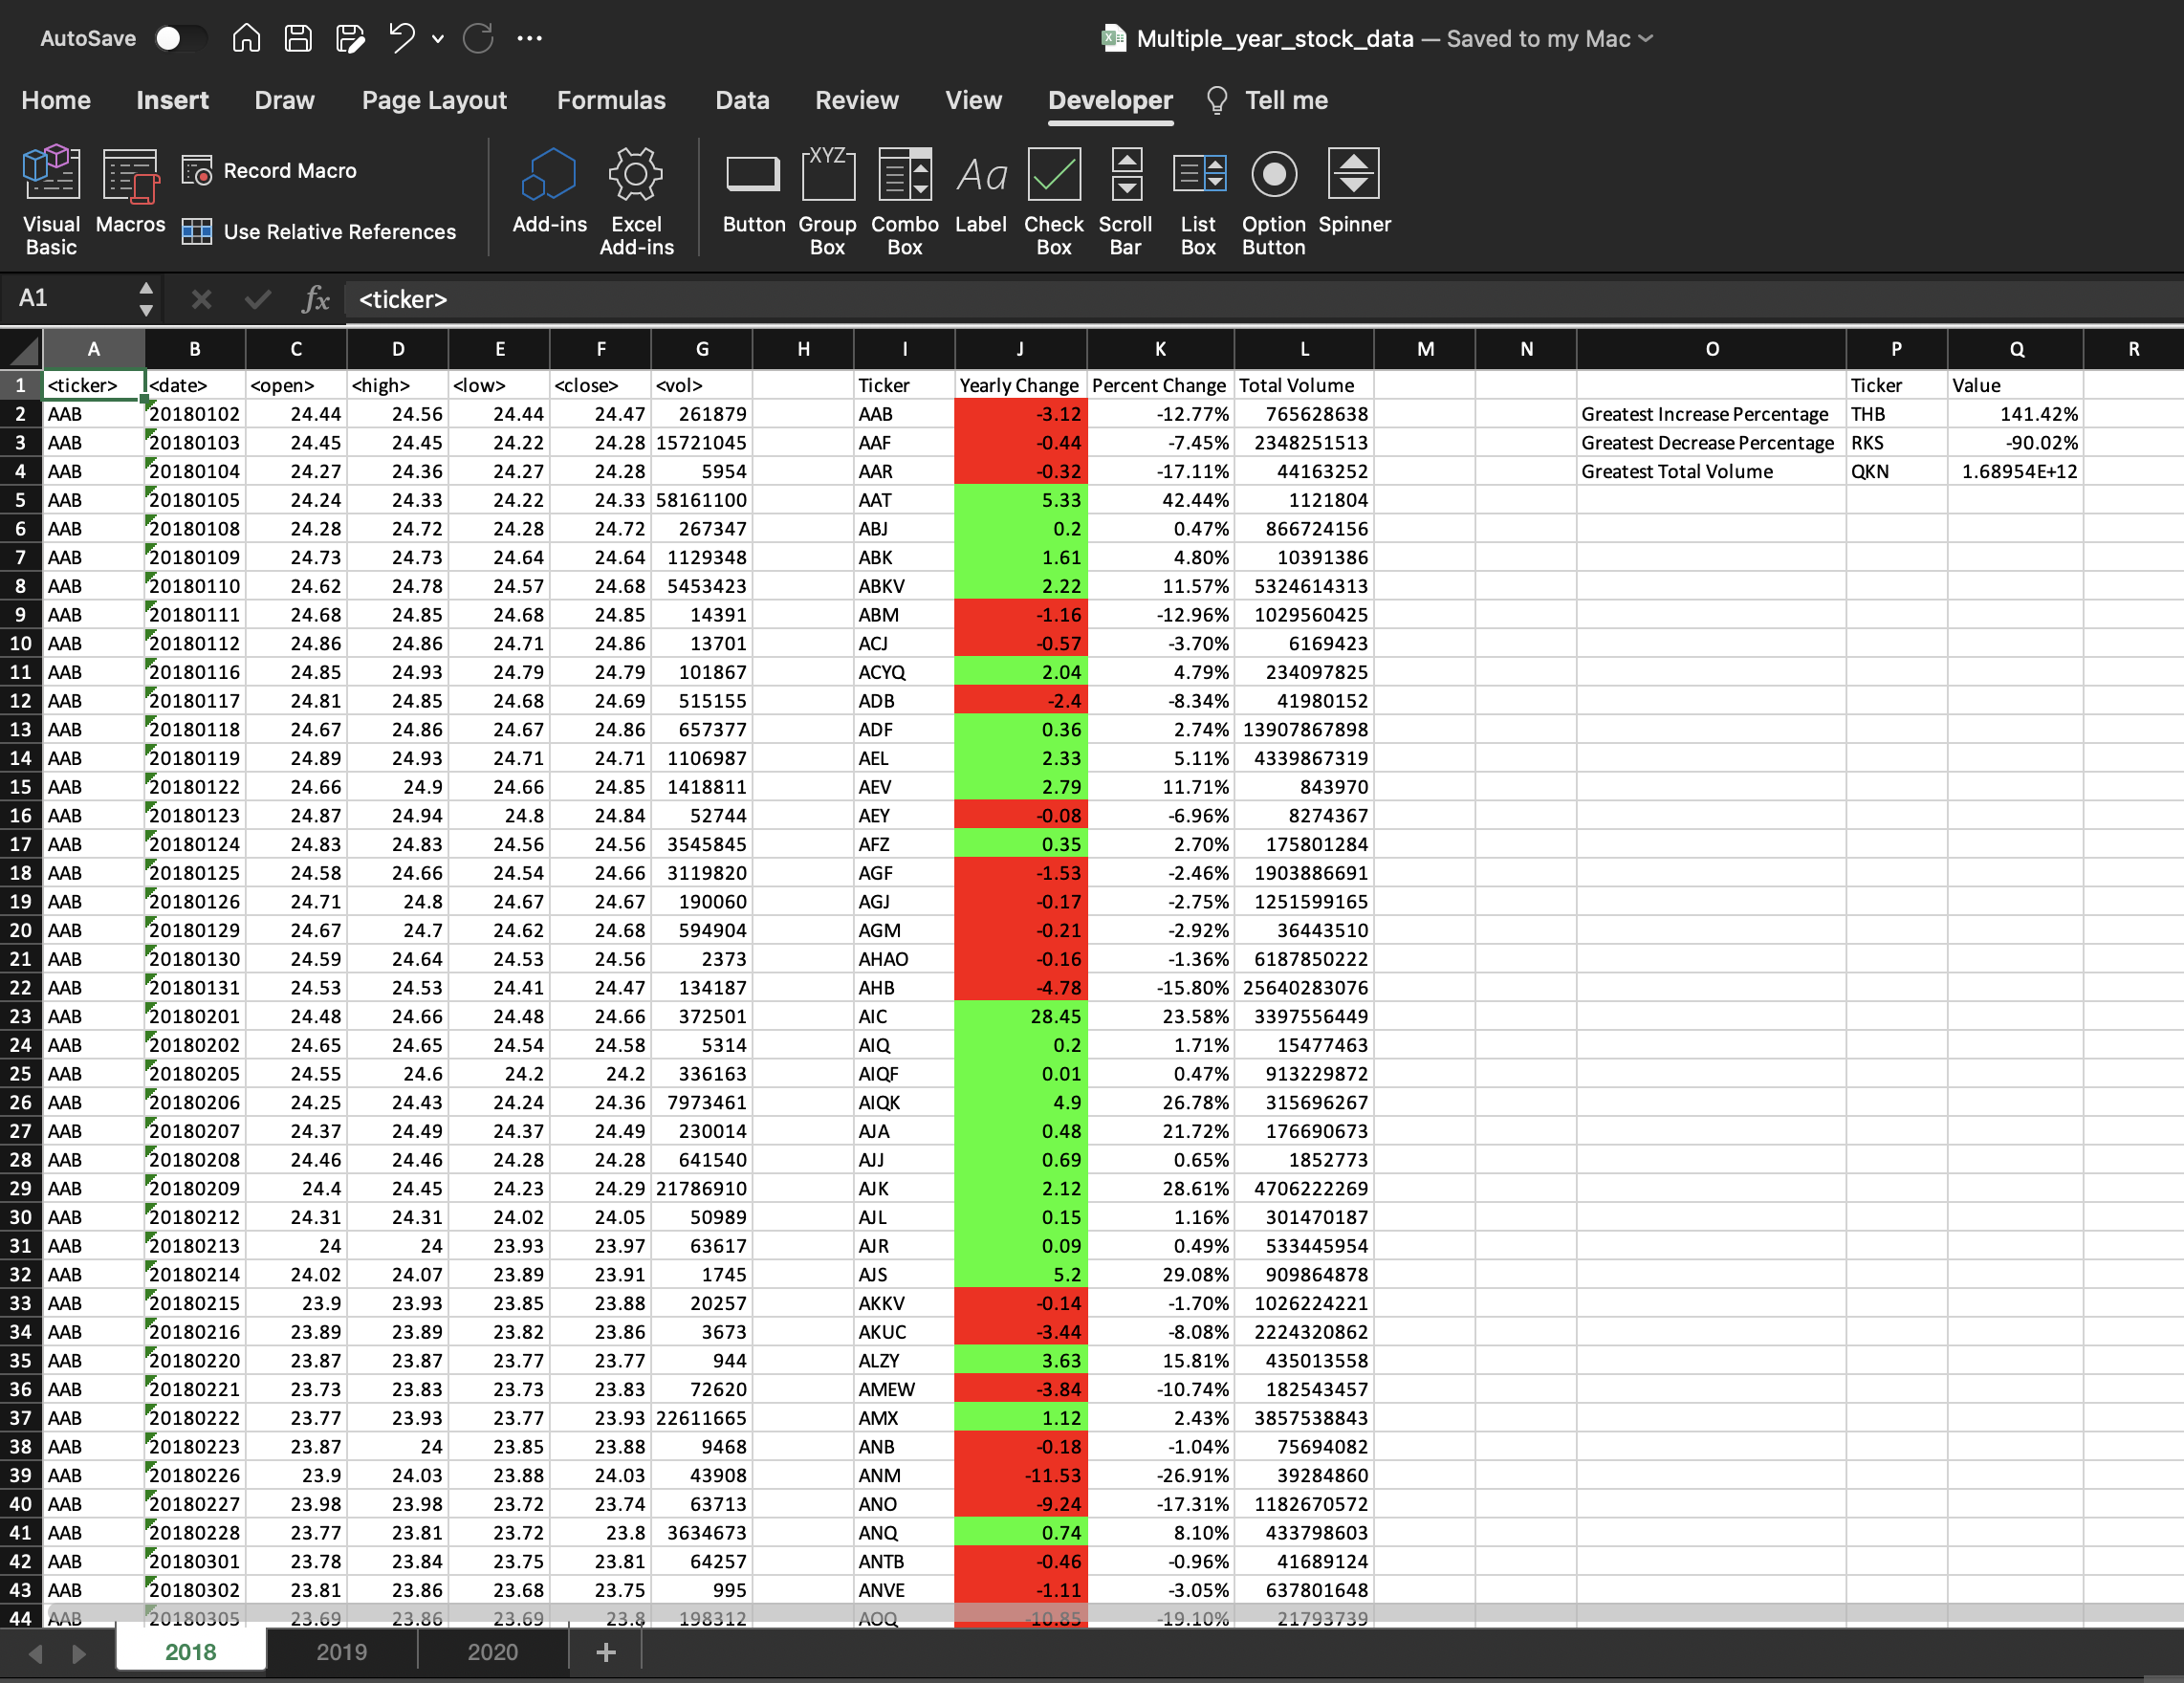 AutoSave
Multiple_year_stock_data — Saved to my Mac
Home Insert Draw Page Layout Formulas Data Review View Developer Tell me
Visual Basic Macros Record Macro Use Relative References Add-ins Excel Add-ins Button XYZ Group Box Combo Box Aa Label Check Box Scroll Bar List Box Option Button Spinner
A1 fx <ticker>
A B C D E F G H I J K L M N O P Q R
1 <ticker> <date> <open> <high> <low> <close> <vol> Ticker Yearly Change Percent Change Total Volume Ticker Value
2 AAB 20180102 24.44 24.56 24.44 24.47 261879 AAB -3.12 -12.77% 765628638 Greatest Increase Percentage THB 141.42%
3 AAB 20180103 24.45 24.45 24.22 24.28 15721045 AAF -0.44 -7.45% 2348251513 Greatest Decrease Percentage RKS -90.02%
4 AAB 20180104 24.27 24.36 24.27 24.28 5954 AAR -0.32 -17.11% 44163252 Greatest Total Volume QKN 1.68954E+12
5 AAB 20180105 24.24 24.33 24.22 24.33 58161100 AAT 5.33 42.44% 1121804
6 AAB 20180108 24.28 24.72 24.28 24.72 267347 ABJ 0.2 0.47% 866724156
7 AAB 20180109 24.73 24.73 24.64 24.64 1129348 ABK 1.61 4.80% 10391386
8 AAB 20180110 24.62 24.78 24.57 24.68 5453423 ABKV 2.22 11.57% 5324614313
9 AAB 20180111 24.68 24.85 24.68 24.85 14391 ABM -1.16 -12.96% 1029560425
10 AAB 20180112 24.86 24.86 24.71 24.86 13701 ACJ -0.57 -3.70% 6169423
11 AAB 20180116 24.85 24.93 24.79 24.79 101867 ACYQ 2.04 4.79% 234097825
12 AAB 20180117 24.81 24.85 24.68 24.69 515155 ADB -2.4 -8.34% 41980152
13 AAB 20180118 24.67 24.86 24.67 24.86 657377 ADF 0.36 2.74% 13907867898
14 AAB 20180119 24.89 24.93 24.71 24.71 1106987 AEL 2.33 5.11% 4339867319
15 AAB 20180122 24.66 24.9 24.66 24.85 1418811 AEV 2.79 11.71% 843970
16 AAB 20180123 24.87 24.94 24.8 24.84 52744 AEY -0.08 -6.96% 8274367
17 AAB 20180124 24.83 24.83 24.56 24.56 3545845 AFZ 0.35 2.70% 175801284
18 AAB 20180125 24.58 24.66 24.54 24.66 3119820 AGF -1.53 -2.46% 1903886691
19 AAB 20180126 24.71 24.8 24.67 24.67 190060 AGJ -0.17 -2.75% 1251599165
20 AAB 20180129 24.67 24.7 24.62 24.68 594904 AGM -0.21 -2.92% 36443510
21 AAB 20180130 24.59 24.64 24.53 24.56 2373 AHAO -0.16 -1.36% 6187850222
22 AAB 20180131 24.53 24.53 24.41 24.47 134187 AHB -4.78 -15.80% 25640283076
23 AAB 20180201 24.48 24.66 24.48 24.66 372501 AIC 28.45 23.58% 3397556449
24 AAB 20180202 24.65 24.65 24.54 24.58 5314 AIQ 0.2 1.71% 15477463
25 AAB 20180205 24.55 24.6 24.2 24.2 336163 AIQF 0.01 0.47% 913229872
26 AAB 20180206 24.25 24.43 24.24 24.36 7973461 AIQK 4.9 26.78% 315696267
27 AAB 20180207 24.37 24.49 24.37 24.49 230014 AJA 0.48 21.72% 176690673
28 AAB 20180208 24.46 24.46 24.28 24.28 641540 AJJ 0.69 0.65% 1852773
29 AAB 20180209 24.4 24.45 24.23 24.29 21786910 AJK 2.12 28.61% 4706222269
30 AAB 20180212 24.31 24.31 24.02 24.05 50989 AJL 0.15 1.16% 301470187
31 AAB 20180213 24 24 23.93 23.97 63617 AJR 0.09 0.49% 533445954
32 AAB 20180214 24.02 24.07 23.89 23.91 1745 AJS 5.2 29.08% 909864878
33 AAB 20180215 23.9 23.93 23.85 23.88 20257 AKKV -0.14 -1.70% 1026224221
34 AAB 20180216 23.89 23.89 23.82 23.86 3673 AKUC -3.44 -8.08% 2224320862
35 AAB 20180220 23.87 23.87 23.77 23.77 944 ALZY 3.63 15.81% 435013558
36 AAB 20180221 23.73 23.83 23.73 23.83 72620 AMEW -3.84 -10.74% 182543457
37 AAB 20180222 23.77 23.93 23.77 23.93 22611665 AMX 1.12 2.43% 3857538843
38 AAB 20180223 23.87 24 23.85 23.88 9468 ANB -0.18 -1.04% 75694082
39 AAB 20180226 23.9 24.03 23.88 24.03 43908 ANM -11.53 -26.91% 39284860
40 AAB 20180227 23.98 23.98 23.72 23.74 63713 ANO -9.24 -17.31% 1182670572
41 AAB 20180228 23.77 23.81 23.72 23.8 3634673 ANQ 0.74 8.10% 433798603
42 AAB 20180301 23.78 23.84 23.75 23.81 64257 ANTB -0.46 -0.96% 41689124
43 AAB 20180302 23.81 23.86 23.68 23.75 995 ANVE -1.11 -3.05% 637801648
44 AAB 20180305 23.69 23.86 23.69 23.8 198312 AOQ -10.85 -19.10% 21793739
2018 2019 2020 +